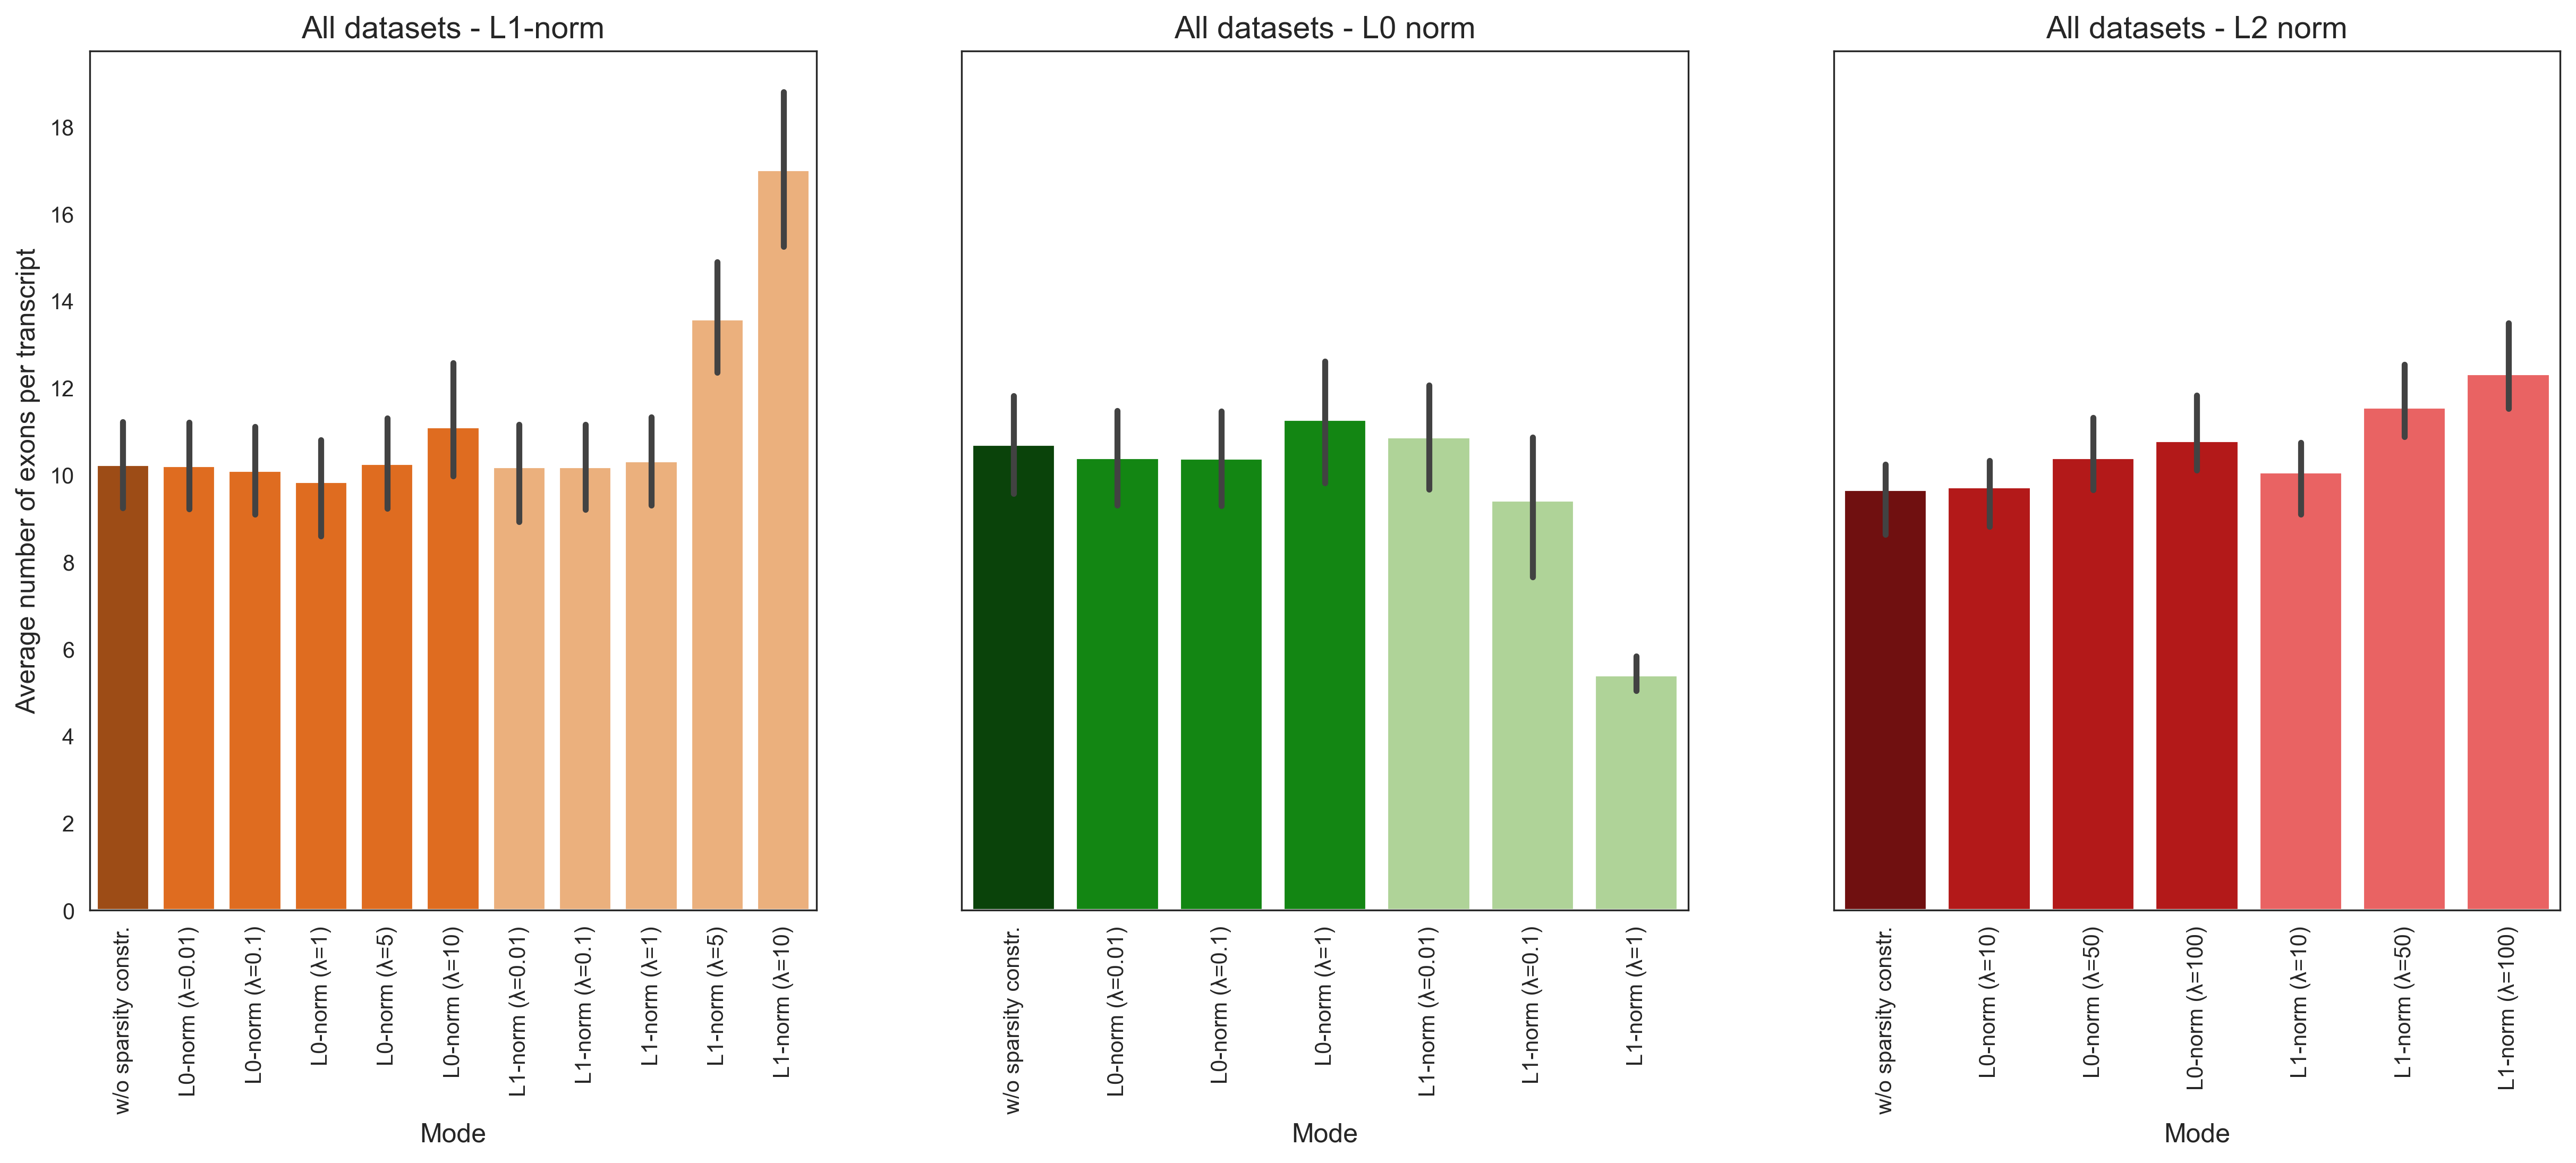 All datasets - L1-norm
Average number of exons per transcript
18
16
14
12
10
8
6
4
2
0
w/o sparsity constr.
L0-norm (λ=0.01)
L0-norm (λ=0.1)
L0-norm (λ=1)
L0-norm (λ=5)
L0-norm (λ=10)
L1-norm (λ=0.01)
L1-norm (λ=0.1)
L1-norm (λ=1)
L1-norm (λ=5)
L1-norm (λ=10)
Mode
All datasets - L0 norm
w/o sparsity constr.
L0-norm (λ=0.01)
L0-norm (λ=0.1)
L0-norm (λ=1)
L1-norm (λ=0.01)
L1-norm (λ=0.1)
L1-norm (λ=1)
Mode
All datasets - L2 norm
w/o sparsity constr.
L0-norm (λ=10)
L0-norm (λ=50)
L0-norm (λ=100)
L1-norm (λ=10)
L1-norm (λ=50)
L1-norm (λ=100)
Mode